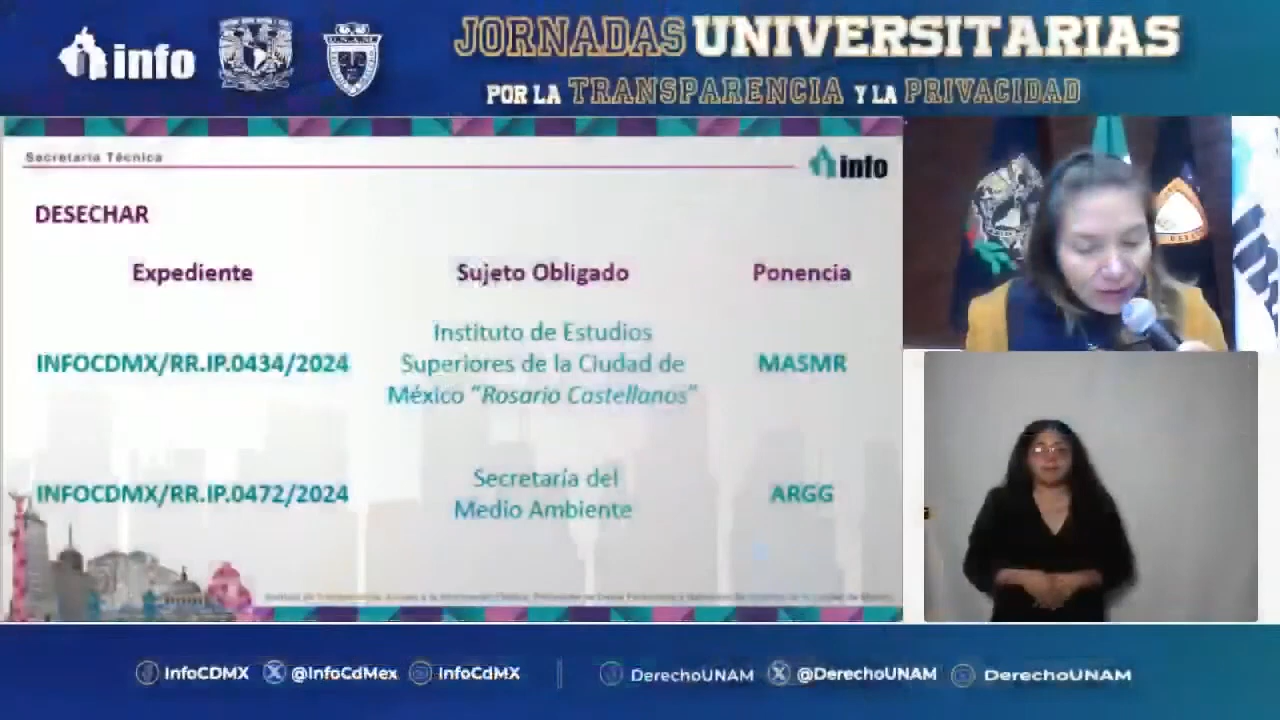 info
JORNADAS UNIVERSITARIAS
POR LA TRANSPARENCIA Y LA PRIVACIDAD
Secretaría Técnica
info
DESECHAR
Expediente
Sujeto Obligado
Ponencia
INFOCDMX/RR.IP.0434/2024
Instituto de Estudios
Superiores de la Ciudad de
México "Rosario Castellanos"
MASMR
INFOCDMX/RR.IP.0472/2024
Secretaría del
Medio Ambiente
ARGG
InfoCDMX
@InfoCdMex
InfoCdMX
DerechoUNAM
@DerechoUNAM
DerechoUNAM